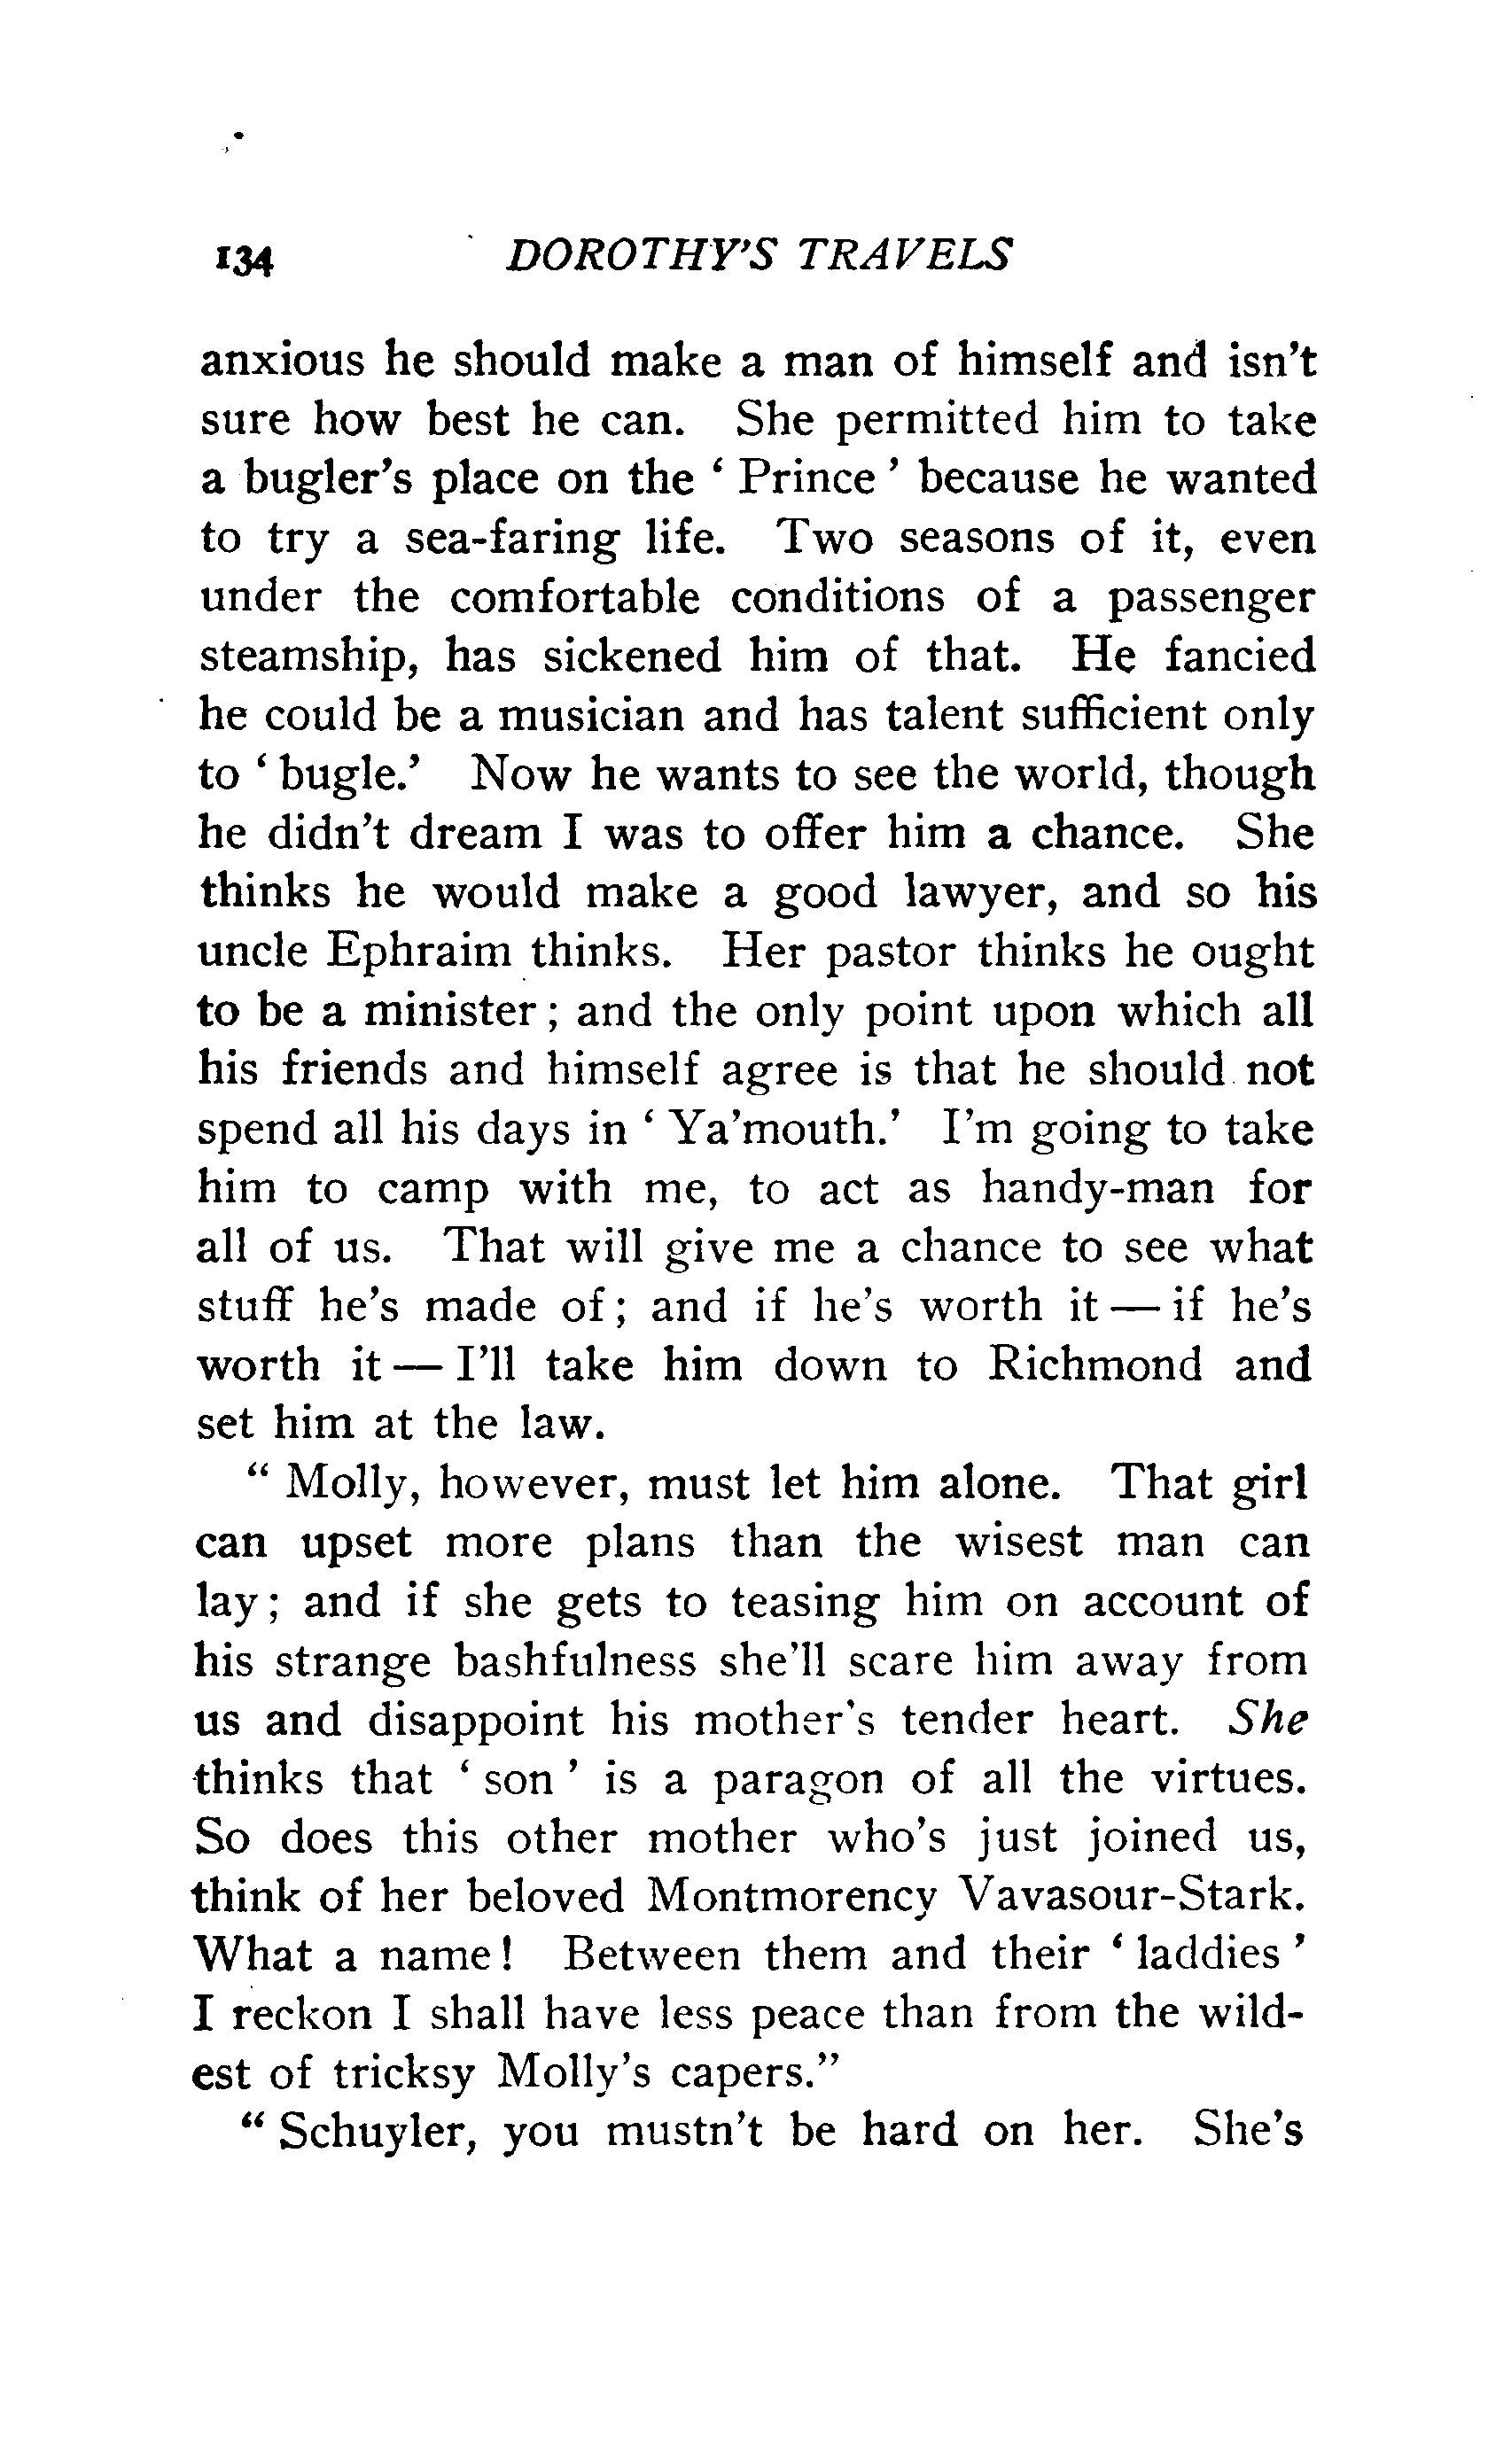 134 DOROTHY'S TRAVELS
anxious he should make a man of himself and isn't
sure how best he can. She permitted him to take
a bugler's place on the ‘ Prince ’ because he wanted
to try a sea-faring life. Two seasons of it, even
under the comfortable conditions of a passenger
steamship, has sickened him of that. He fancied
he could be a musician and has talent sufficient only
to ‘ bugle.’ Now he wants to see the world, though
he didn't dream I was to offer him a chance. She
thinks he would make a good lawyer, and so his
uncle Ephraim thinks. Her pastor thinks he ought
to be a minister ; and the only point upon which all
his friends and himself agree is that he should not
spend all his days in ‘ Ya'mouth.’ I'm going to take
him to camp with me, to act as handy-man for
all of us. That will give me a chance to see what
stuff he's made of ; and if he's worth it — if he's
worth it — I'll take him down to Richmond and
set him at the law.
“ Molly, however, must let him alone. That girl
can upset more plans than the wisest man can
lay ; and if she gets to teasing him on account of
his strange bashfulness she'll scare him away from
us and disappoint his mother's tender heart. She
thinks that ‘ son ’ is a paragon of all the virtues.
So does this other mother who's just joined us,
think of her beloved Montmorency Vavasour-Stark.
What a name ! Between them and their ‘ laddies ’
I reckon I shall have less peace than from the wild-
est of tricksy Molly's capers.”
“ Schuyler, you mustn't be hard on her. She's